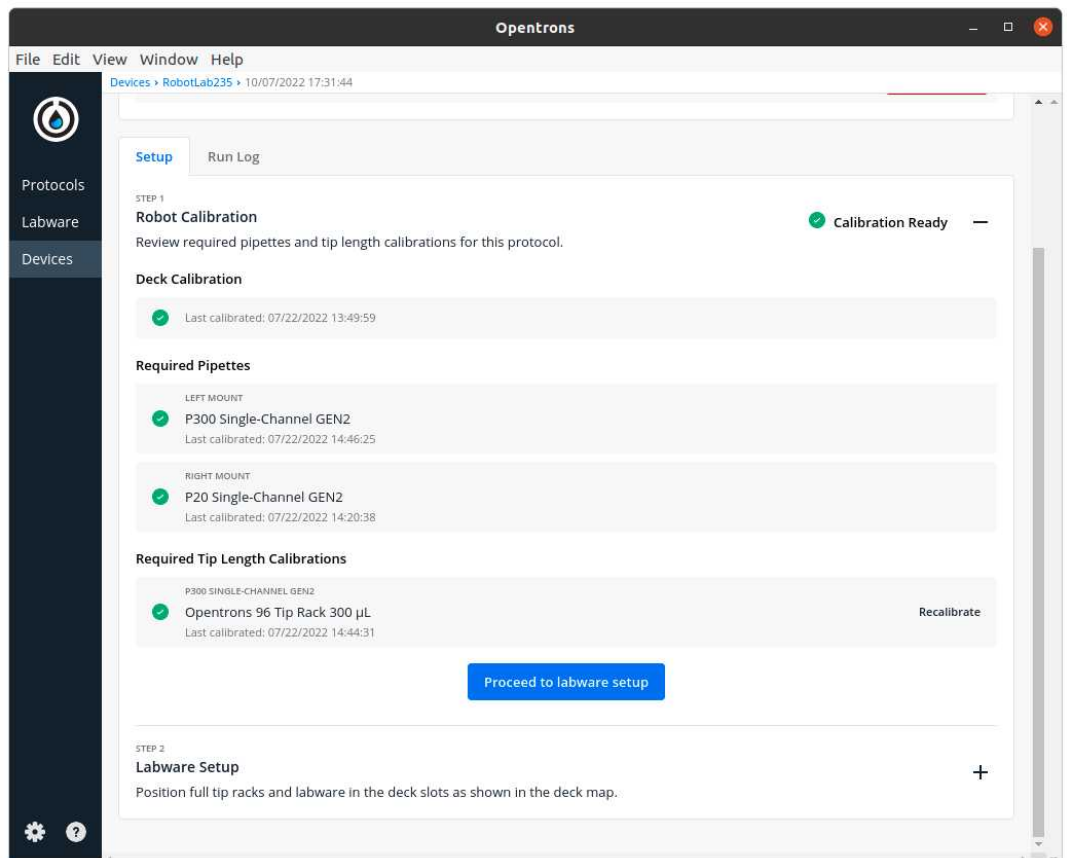 Opentrons
File Edit View Window Help
Devices › RobotLab235 › 10/07/2022 17:31:44
Protocols
Labware
Devices
Setup
Run Log
STEP 1
Robot Calibration
Calibration Ready
Review required pipettes and tip length calibrations for this protocol.
Deck Calibration
Last calibrated: 07/22/2022 13:49:59
Required Pipettes
LEFT MOUNT
P300 Single-Channel GEN2
Last calibrated: 07/22/2022 14:46:25
RIGHT MOUNT
P20 Single-Channel GEN2
Last calibrated: 07/22/2022 14:20:38
Required Tip Length Calibrations
P300 SINGLE-CHANNEL GEN2
Opentrons 96 Tip Rack 300 µL
Recalibrate
Last calibrated: 07/22/2022 14:44:31
Proceed to labware setup
STEP 2
Labware Setup
Position full tip racks and labware in the deck slots as shown in the deck map.